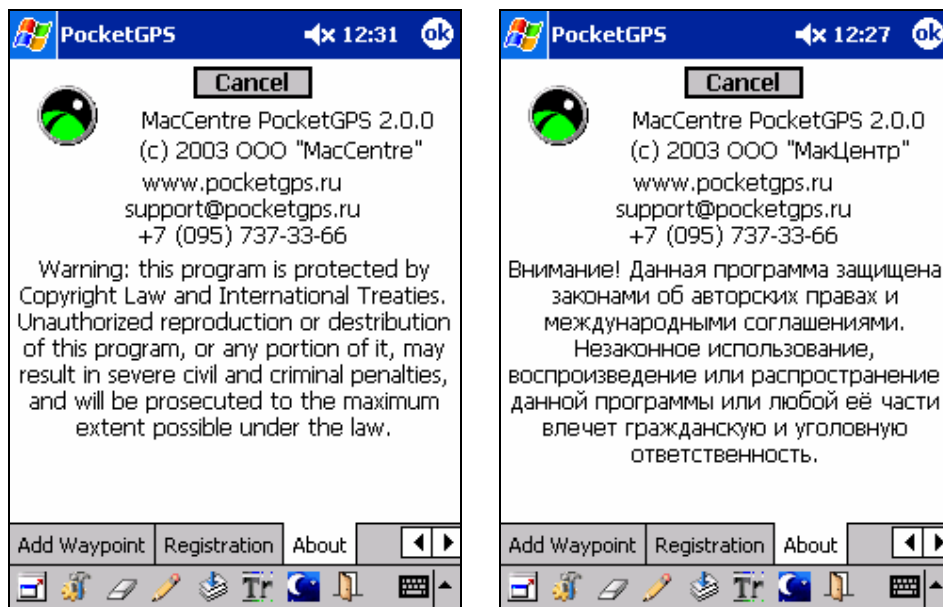 PocketGPS 12:31 ok
Cancel
MacCentre PocketGPS 2.0.0
(c) 2003 ООО "MacCentre"
www.pocketgps.ru
support@pocketgps.ru
+7 (095) 737-33-66
Warning: this program is protected by
Copyright Law and International Treaties.
Unauthorized reproduction or destribution
of this program, or any portion of it, may
result in severe civil and criminal penalties,
and will be prosecuted to the maximum
extent possible under the law.
Add Waypoint Registration About
Tr
PocketGPS 12:27 ok
Cancel
MacCentre PocketGPS 2.0.0
(c) 2003 ООО "МакЦентр"
www.pocketgps.ru
support@pocketgps.ru
+7 (095) 737-33-66
Внимание! Данная программа защищена
законами об авторских правах и
международными соглашениями.
Незаконное использование,
воспроизведение или распространение
данной программы или любой её части
влечет гражданскую и уголовную
ответственность.
Add Waypoint Registration About
Tr